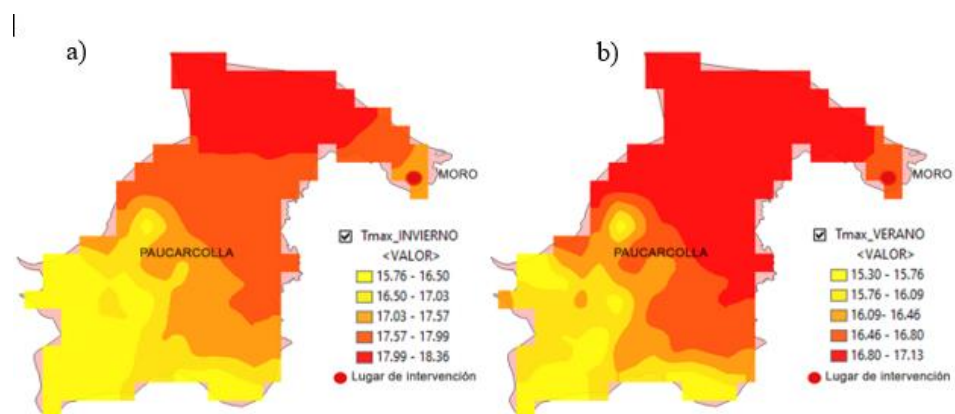 a)
MORO
PAUCARCOLLA
Tmax_INVIERNO
<VALOR>
15.76 - 16.50
16.50 - 17.03
17.03 - 17.57
17.57 - 17.99
17.99 - 18.36
Lugar de intervención
b)
MORO
PAUCARCOLLA
Tmax_VERANO
<VALOR>
15.30 - 15.76
15.76 - 16.09
16.09- 16.46
16.46 - 16.80
16.80 - 17.13
Lugar de intervención